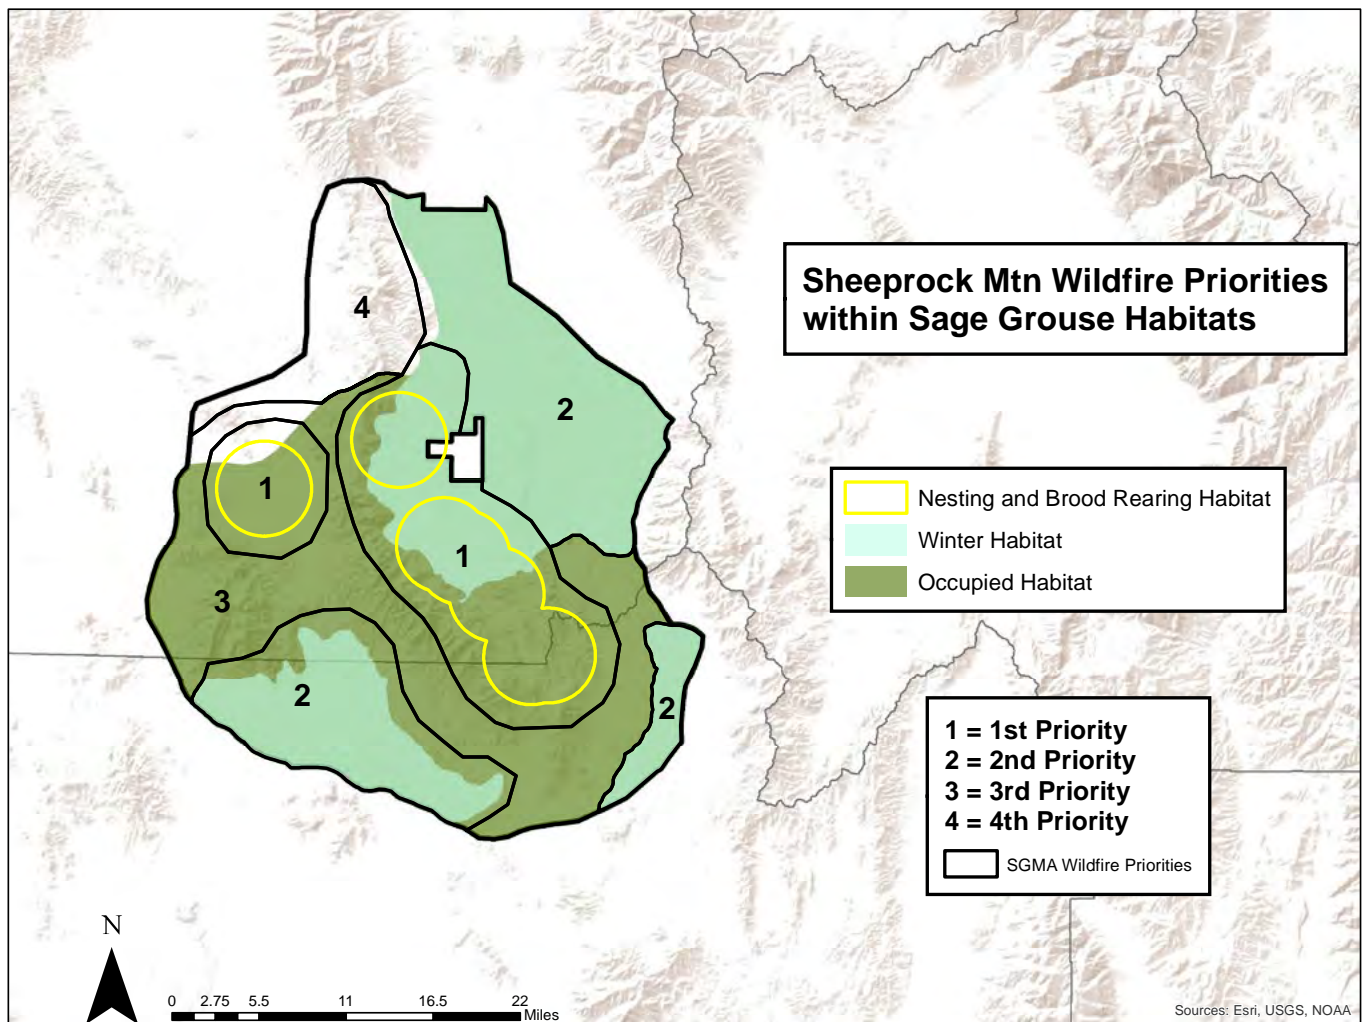 Sheeprock Mtn Wildfire Priorities
within Sage Grouse Habitats
4
2
1
1
3
2
2
Nesting and Brood Rearing Habitat
Winter Habitat
Occupied Habitat
1 = 1st Priority
2 = 2nd Priority
3 = 3rd Priority
4 = 4th Priority
SGMA Wildfire Priorities
N
0 2.75 5.5 11 16.5 22
Miles
Sources: Esri, USGS, NOAA